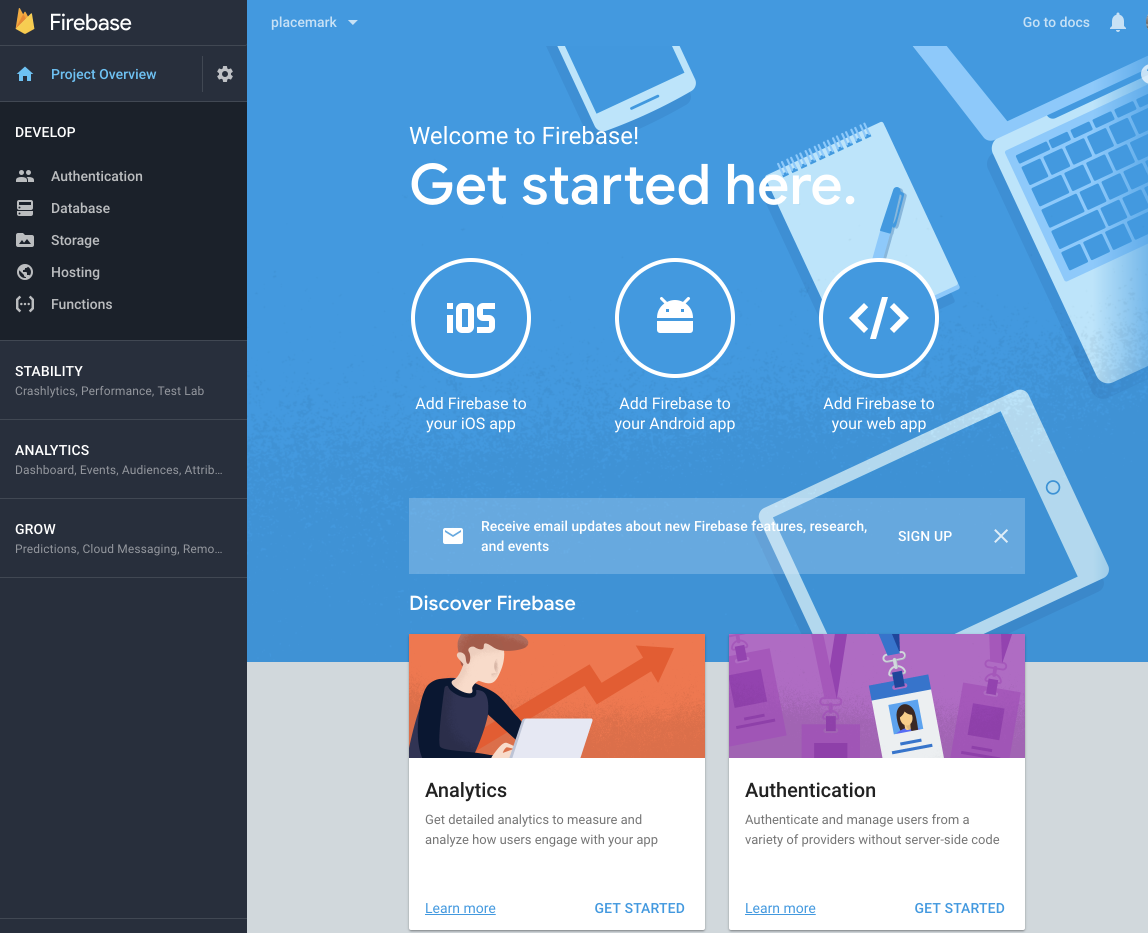 Firebase
placemark
Go to docs
Project Overview
DEVELOP
Authentication
Database
Storage
Hosting
Functions
STABILITY
Crashlytics, Performance, Test Lab
ANALYTICS
Dashboard, Events, Audiences, Attrib...
GROW
Predictions, Cloud Messaging, Remo...
Welcome to Firebase!
Get started here.
iOS
</>
Add Firebase to
your iOS app
Add Firebase to
your Android app
Add Firebase to
your web app
Receive email updates about new Firebase features, research,
and events
SIGN UP
Discover Firebase
Analytics
Get detailed analytics to measure and
analyze how users engage with your app
Learn more
GET STARTED
Authentication
Authenticate and manage users from a
variety of providers without server-side code
Learn more
GET STARTED